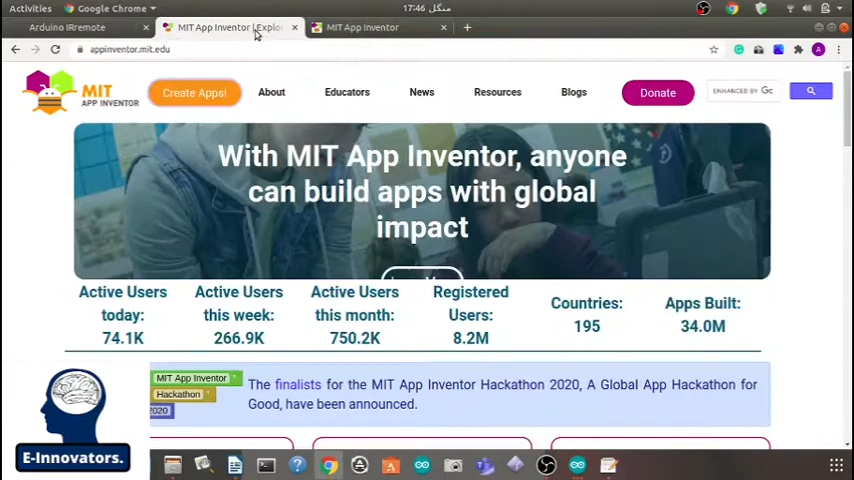 Activities
Google Chrome
منگل 17:46
Arduino IRremote
MIT App Inventor | Explo
MIT App Inventor
appinventor.mit.edu
A
MIT
APP INVENTOR
Create Apps!
About
Educators
News
Resources
Blogs
Donate
ENHANCED BY Go
With MIT App Inventor, anyone
can build apps with global
impact
Active Users
today:
74.1K
Active Users
this week:
266.9K
Active Users
this month:
750.2K
Registered
Users:
8.2M
Countries:
195
Apps Built:
34.0M
MIT App Inventor
Hackathon
2020
The finalists for the MIT App Inventor Hackathon 2020, A Global App Hackathon for
Good, have been announced.
E-Innovators.